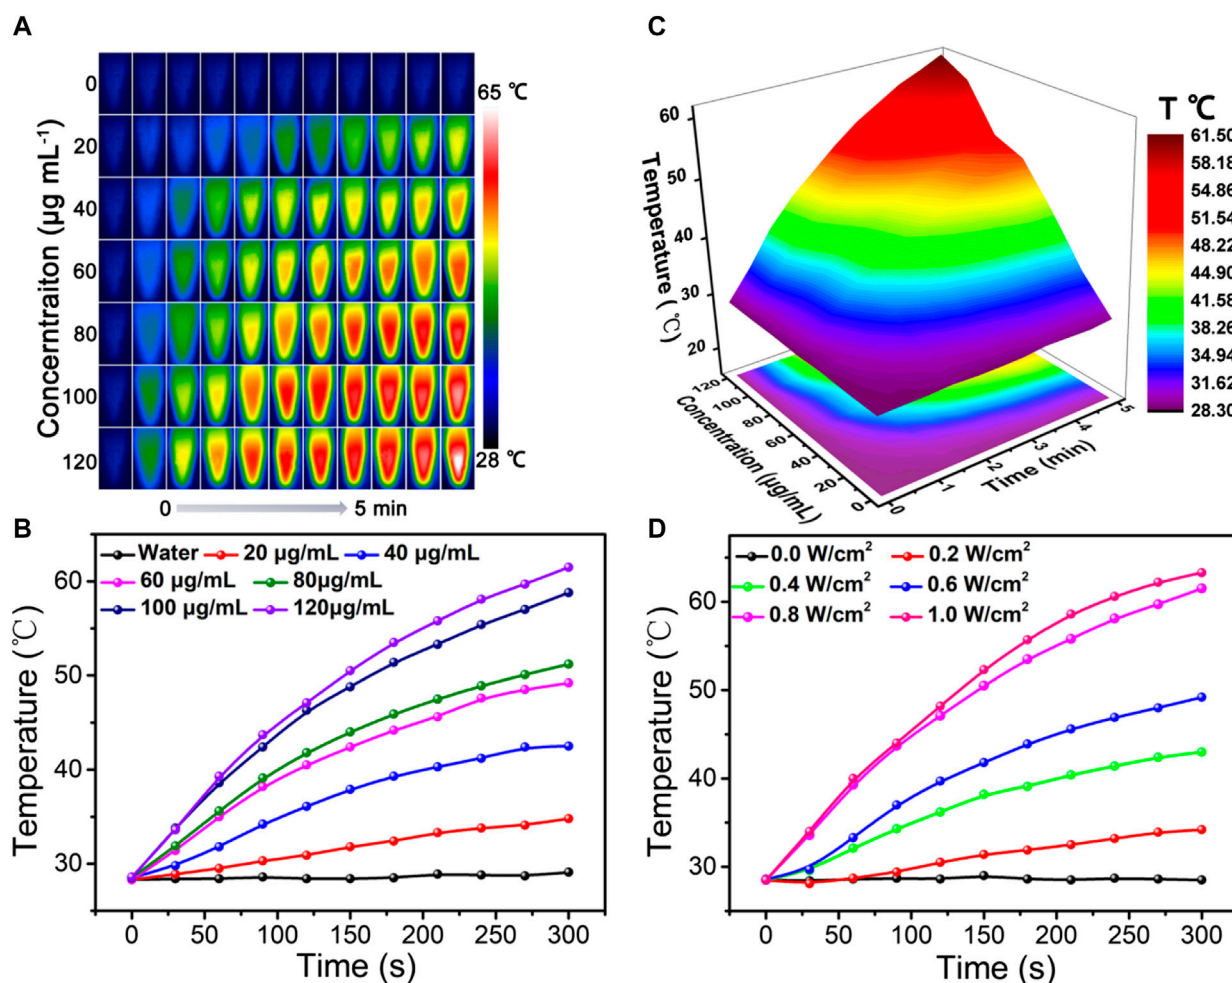 A
0
20
40
60
80
100
120
Concerntraiton (µg mL-1)
65 ℃
28 ℃
0 5 min
C
Temperature (℃)
60
50
40
30
20
120
100
80
60
40
20
0
Concentration (µg/mL)
0
1
2
3
4
5
Time (min)
T ℃
61.50
58.18
54.86
51.54
48.22
44.90
41.58
38.26
34.94
31.62
28.30
B
Water 20 µg/mL 40 µg/mL
60 µg/mL 80µg/mL
100 µg/mL 120µg/mL
Temperature (℃)
60
50
40
30
0 50 100 150 200 250 300
Time (s)
D
0.0 W/cm² 0.2 W/cm²
0.4 W/cm² 0.6 W/cm²
0.8 W/cm² 1.0 W/cm²
Temperature (℃)
60
50
40
30
0 50 100 150 200 250 300
Time (s)